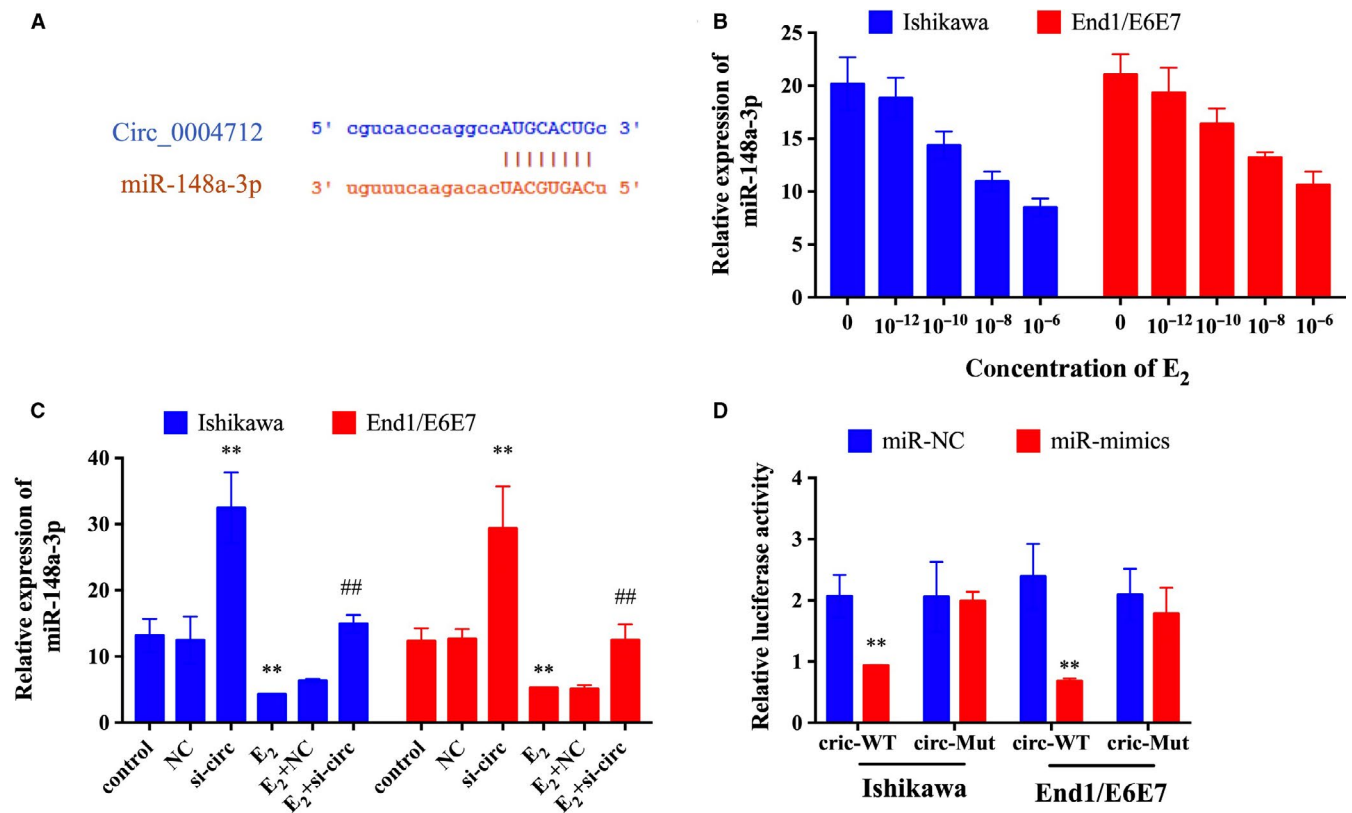 A
Circ_0004712 5' cgucacccaggccAUGCACUGc 3'
miR-148a-3p 3' uguuucaagacacUACGUGACu 5'
B
Ishikawa End1/E6E7
Relative expression of
miR-148a-3p
25
20
15
10
5
0
0 10⁻¹² 10⁻¹⁰ 10⁻⁸ 10⁻⁶ 0 10⁻¹² 10⁻¹⁰ 10⁻⁸ 10⁻⁶
Concentration of E₂
C
Ishikawa End1/E6E7
Relative expression of
miR-148a-3p
40
30
20
10
0
** ** ## ** ** ##
control NC si-circ E₂ E₂+NC E₂+si-circ control NC si-circ E₂ E₂+NC E₂+si-circ
D
miR-NC miR-mimics
Relative luciferase activity
4
3
2
1
0
** **
cric-WT circ-Mut circ-WT circ-Mut
Ishikawa End1/E6E7